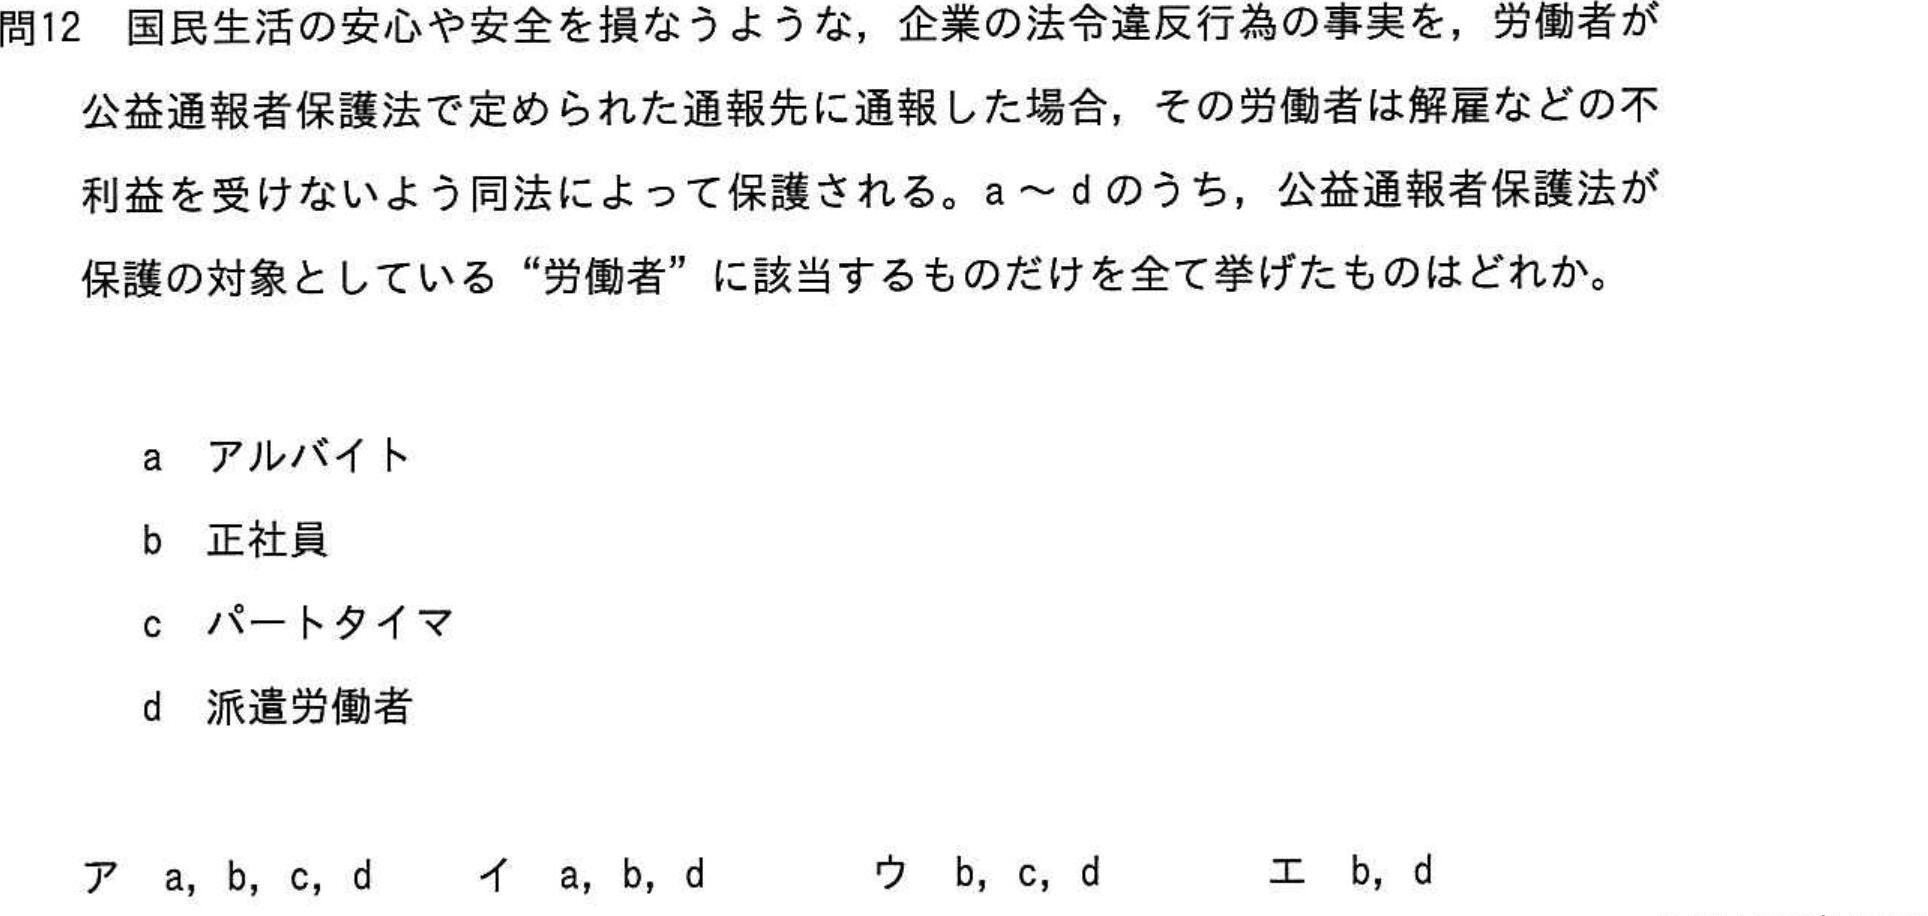 問12 国民生活の安心や安全を損なうような，企業の法令違反行為の事実を，労働者が
公益通報者保護法で定められた通報先に通報した場合，その労働者は解雇などの不
利益を受けないよう同法によって保護される。a～dのうち，公益通報者保護法が
保護の対象としている“労働者”に該当するものだけを全て挙げたものはどれか。
a アルバイト
b 正社員
c パートタイマ
d 派遣労働者
ア a, b, c, d イ a, b, d ウ b, c, d エ b, d